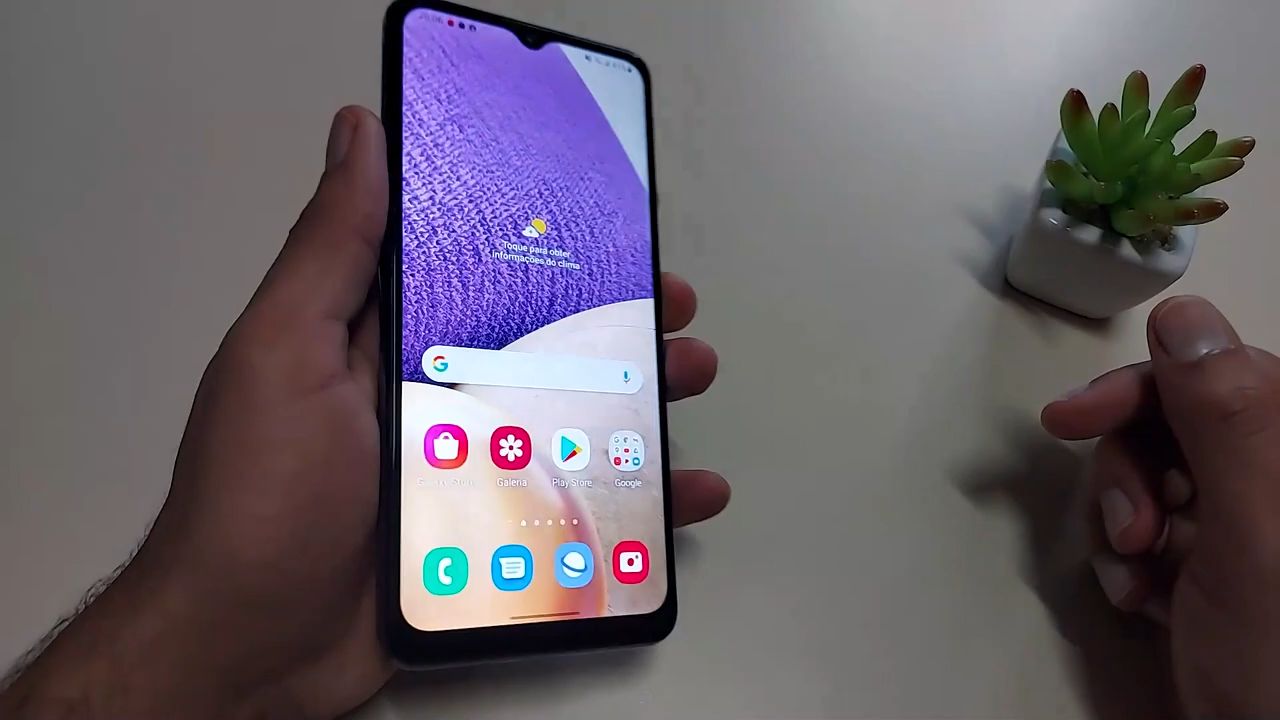 Toque para obter
informações do clima
G
Galeria
Play Store
Google